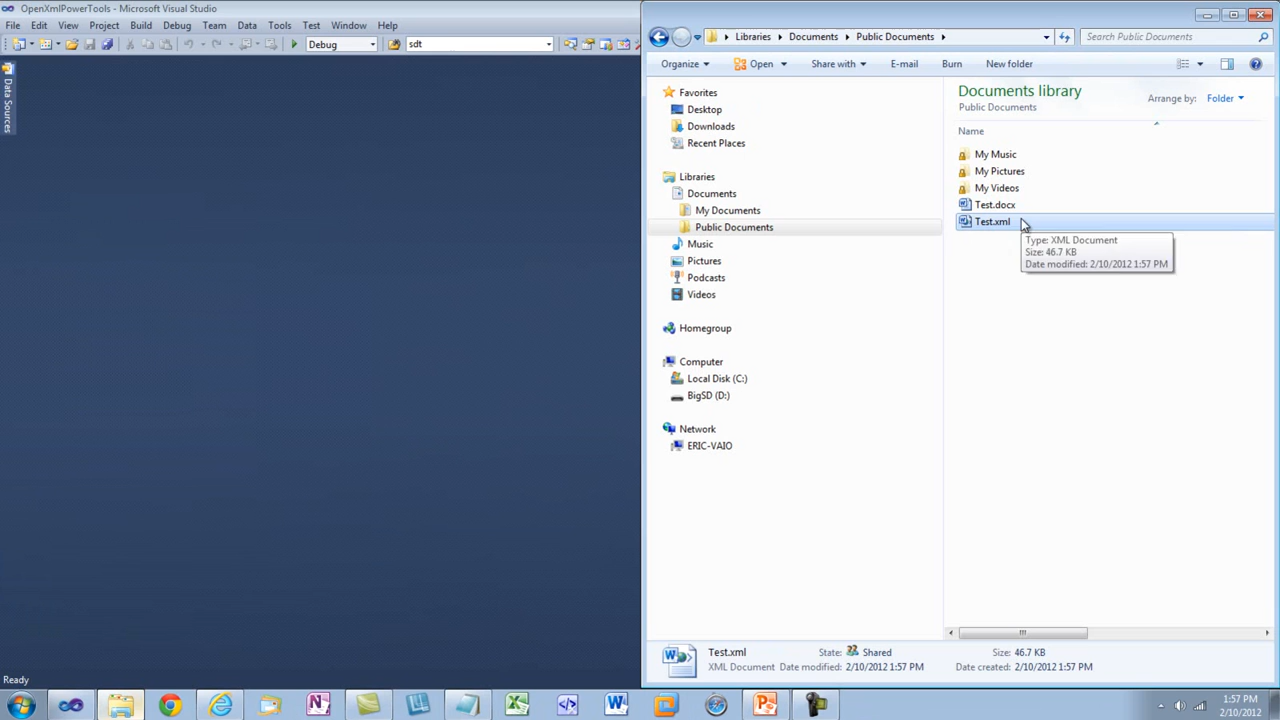 OpenXmlPowerTools - Microsoft Visual Studio
File Edit View Project Build Debug Team Data Tools Test Window Help
Debug sdt
Data Sources
Ready
Libraries Documents Public Documents
Search Public Documents
Organize Open Share with E-mail Burn New folder
Favorites
Desktop
Downloads
Recent Places
Libraries
Documents
My Documents
Public Documents
Music
Pictures
Podcasts
Videos
Homegroup
Computer
Local Disk (C:)
BigSD (D:)
Network
ERIC-VAIO
Documents library
Public Documents
Arrange by: Folder
Name
My Music
My Pictures
My Videos
Test.docx
Test.xml
Type: XML Document
Size: 46.7 KB
Date modified: 2/10/2012 1:57 PM
Test.xml State: Shared Size: 46.7 KB
XML Document Date modified: 2/10/2012 1:57 PM Date created: 2/10/2012 1:57 PM
1:57 PM
2/10/2012